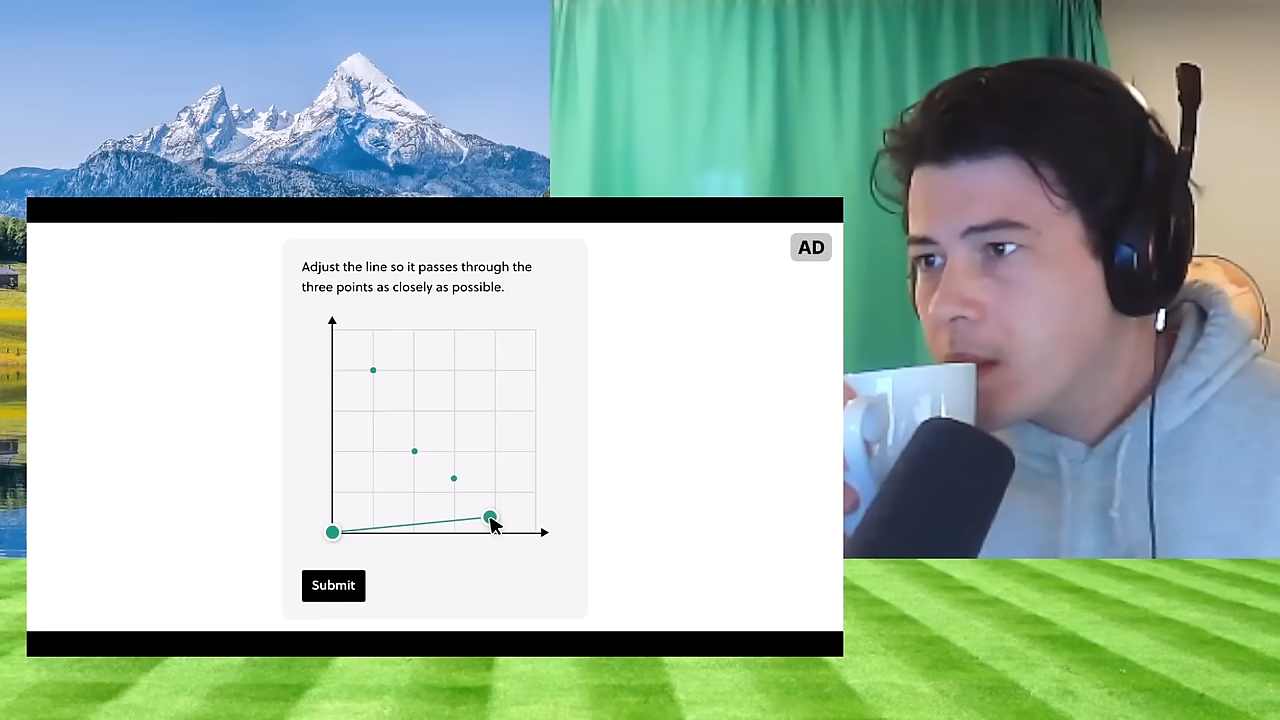 AD
Adjust the line so it passes through the
three points as closely as possible.
Submit